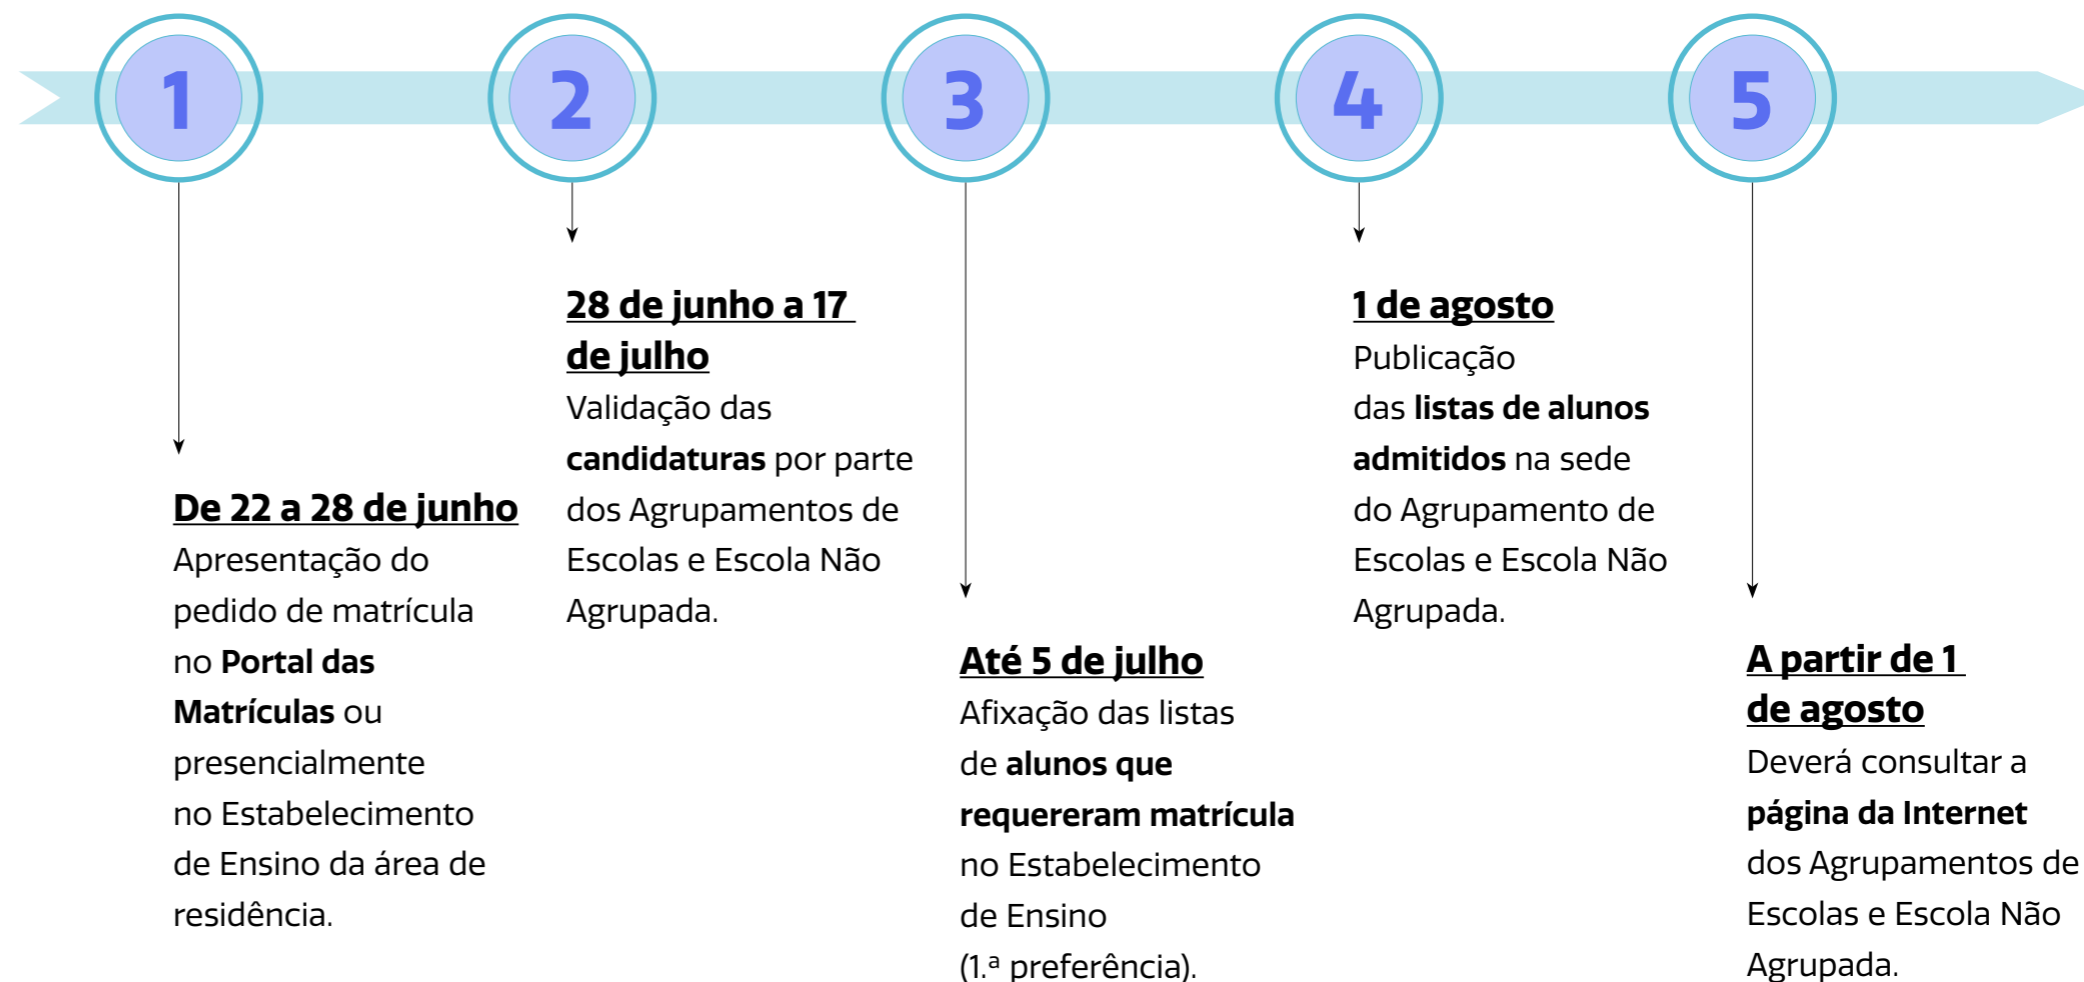 1
2
3
4
5
De 22 a 28 de junho
Apresentação do
pedido de matrícula
no Portal das
Matrículas ou
presencialmente
no Estabelecimento
de Ensino da área de
residência.
28 de junho a 17
de julho
Validação das
candidaturas por parte
dos Agrupamentos de
Escolas e Escola Não
Agrupada.
Até 5 de julho
Afixação das listas
de alunos que
requereram matrícula
no Estabelecimento
de Ensino
(1.ª preferência).
1 de agosto
Publicação
das listas de alunos
admitidos na sede
do Agrupamento de
Escolas e Escola Não
Agrupada.
A partir de 1
de agosto
Deverá consultar a
página da Internet
dos Agrupamentos de
Escolas e Escola Não
Agrupada.